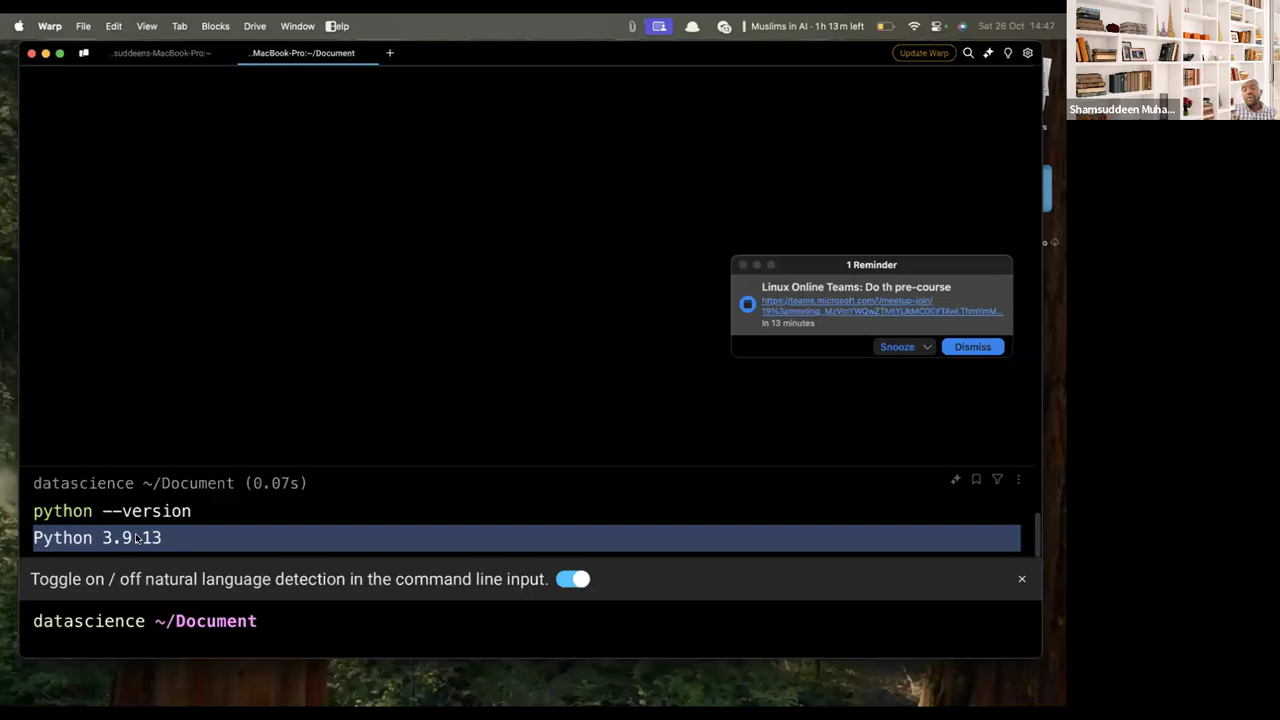 Warp File Edit View Tab Blocks Drive Window Help Muslims in AI · 1h 13m left Sat 26 Oct 14:47
..suddeens-MacBook-Pro:~ ..MacBook-Pro:~/Document Update Warp
Shamsuddeen Muha...
1 Reminder
Linux Online Teams: Do th pre-course
In 13 minutes
Snooze Dismiss
datascience ~/Document (0.07s)
python --version
Python 3.9.13
Toggle on / off natural language detection in the command line input.
datascience ~/Document